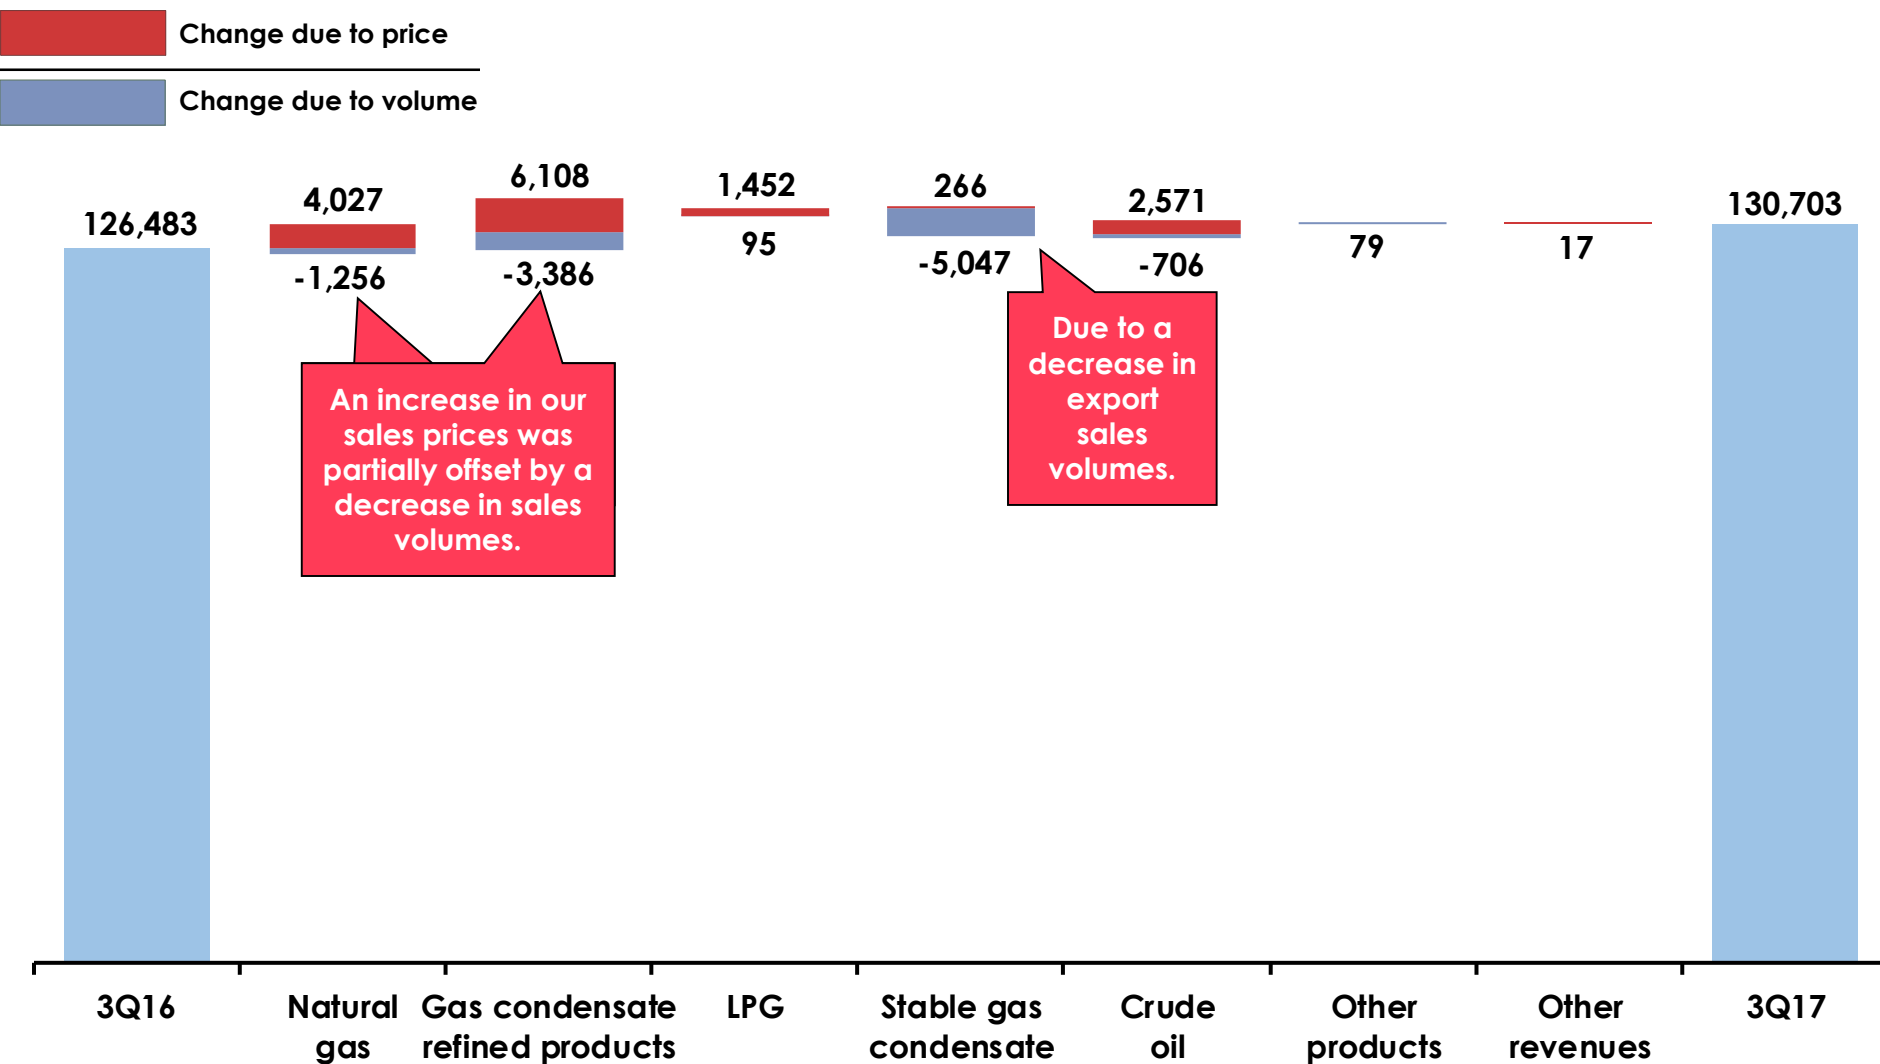 Change due to price
Change due to volume
126,483
4,027
-1,256
6,108
-3,386
1,452
95
266
-5,047
2,571
-706
79
17
130,703
An increase in our
sales prices was
partially offset by a
decrease in sales
volumes.
Due to a
decrease in
export
sales
volumes.
3Q16
Natural
gas
Gas condensate
refined products
LPG
Stable gas
condensate
Crude
oil
Other
products
Other
revenues
3Q17